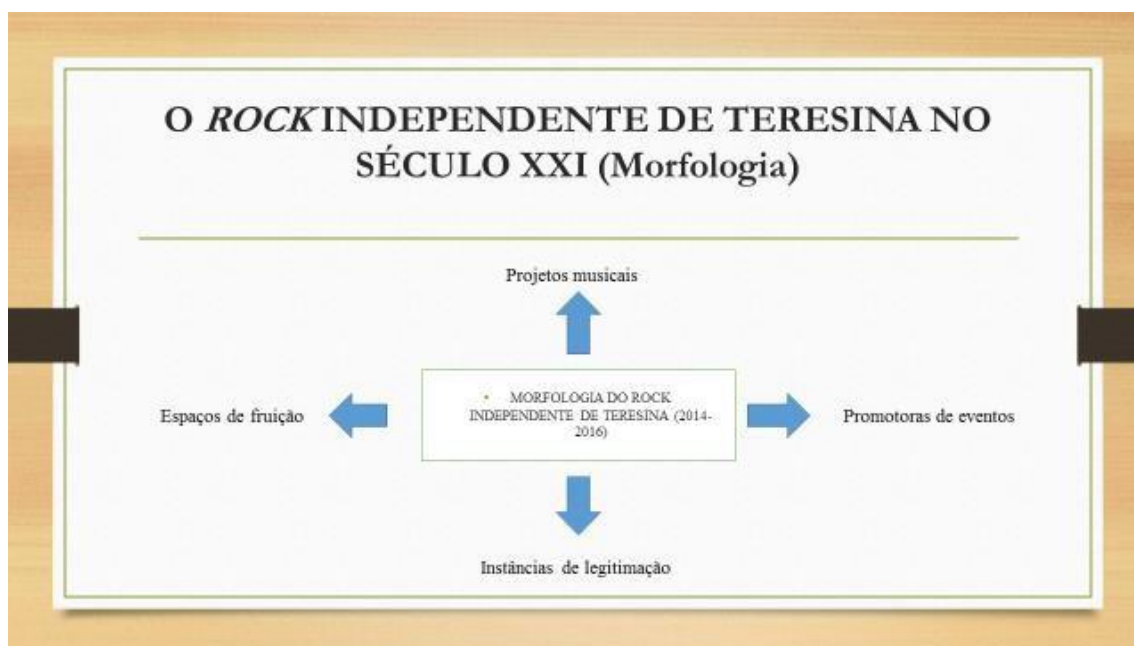 O ROCK INDEPENDENTE DE TERESINA NO
SÉCULO XXI (Morfologia)
Projetos musicais
Espaços de fruição
• MORFOLOGIA DO ROCK
INDEPENDENTE DE TERESINA (2014-
2016)
Promotoras de eventos
Instâncias de legitimação